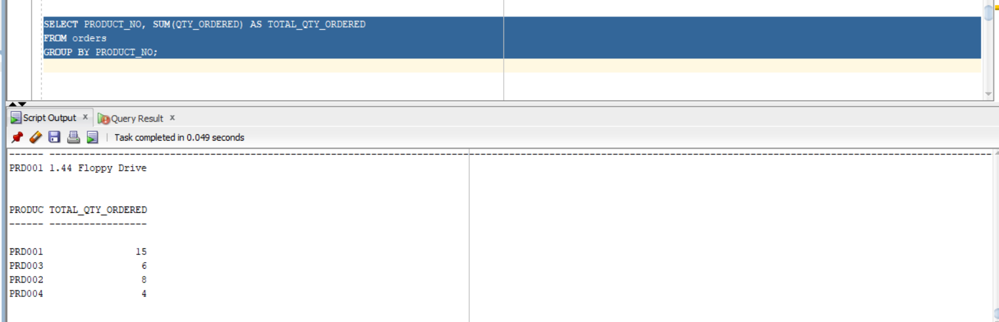 SELECT PRODUCT_NO, SUM(QTY_ORDERED) AS TOTAL_QTY_ORDERED
FROM orders
GROUP BY PRODUCT_NO;
Script Output x Query Result x
Task completed in 0.049 seconds
------ ------------------------------------------------------------------------------------------------------------------------------------------------------------------------
PRD001 1.44 Floppy Drive
PRODUC TOTAL_QTY_ORDERED
------ -----------------
PRD001 15
PRD003 6
PRD002 8
PRD004 4